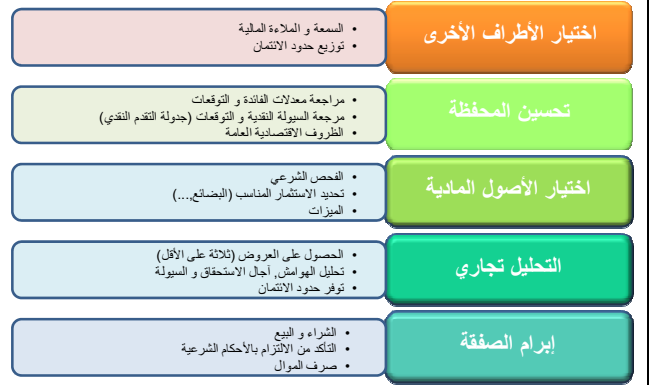 اختيار الأطراف الأخرى
• السمعة و الملاءة المالية
• توزيع حدود الائتمان
تحسين المحفظة
• مراجعة معدلات الفائدة و التوقعات
• مرجعة السيولة النقدية و التوقعات (جدولة التقدم النقدي)
• الظروف الاقتصادية العامة
اختيار الأصول المادية
• الفحص الشرعي
• تحديد الاستثمار المناسب (البضائع,...)
• الميزات
التحليل تجاري
• الحصول على العروض (ثلاثة على الأقل)
• تحليل الهوامش, آجال الاستحقاق و السيولة
• توفر حدود الائتمان
إبرام الصفقة
• الشراء و البيع
• التأكد من الالتزام بالأحكام الشرعية
• صرف الموال